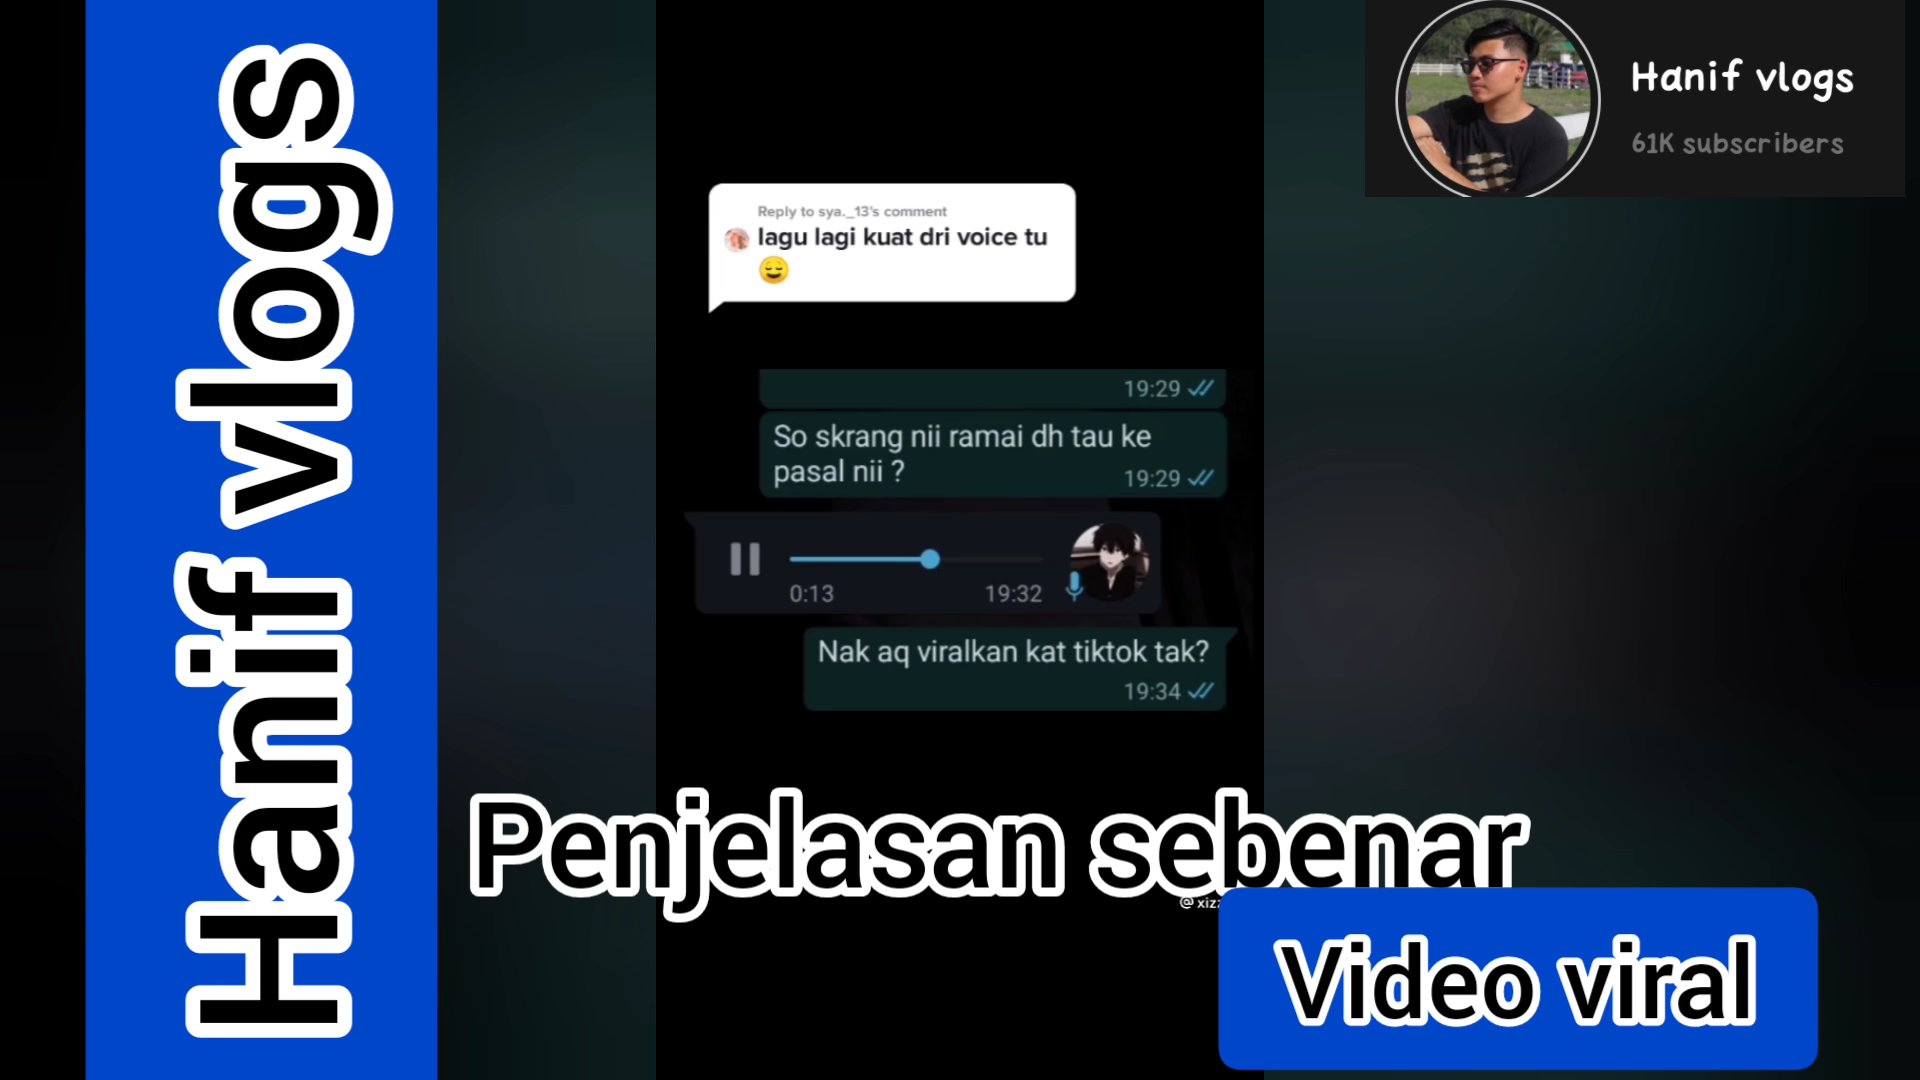 Hanif vlogs
Hanif vlogs
61K subscribers
Reply to sya._13's comment
lagu lagi kuat dri voice tu
😌
19:29
So skrang nii ramai dh tau ke
pasal nii ?
19:29
0:13
19:32
Nak aq viralkan kat tiktok tak?
19:34
Penjelasan sebenar
Video viral